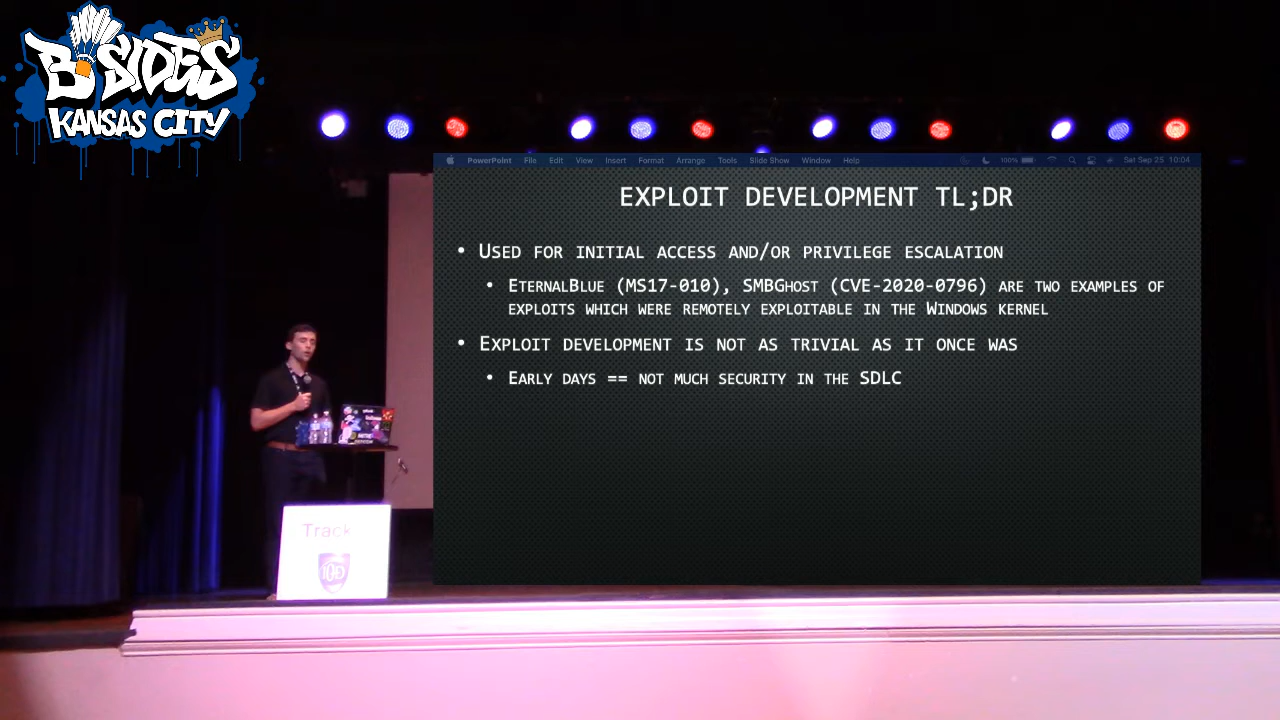 B·SIDES
KANSAS CITY
PowerPoint File Edit View Insert Format Arrange Tools Slide Show Window Help 100% Sat Sep 25 10:04
EXPLOIT DEVELOPMENT TL;DR
• USED FOR INITIAL ACCESS AND/OR PRIVILEGE ESCALATION
• ETERNALBLUE (MS17-010), SMBGHOST (CVE-2020-0796) ARE TWO EXAMPLES OF
EXPLOITS WHICH WERE REMOTELY EXPLOITABLE IN THE WINDOWS KERNEL
• EXPLOIT DEVELOPMENT IS NOT AS TRIVIAL AS IT ONCE WAS
• EARLY DAYS == NOT MUCH SECURITY IN THE SDLC
Track